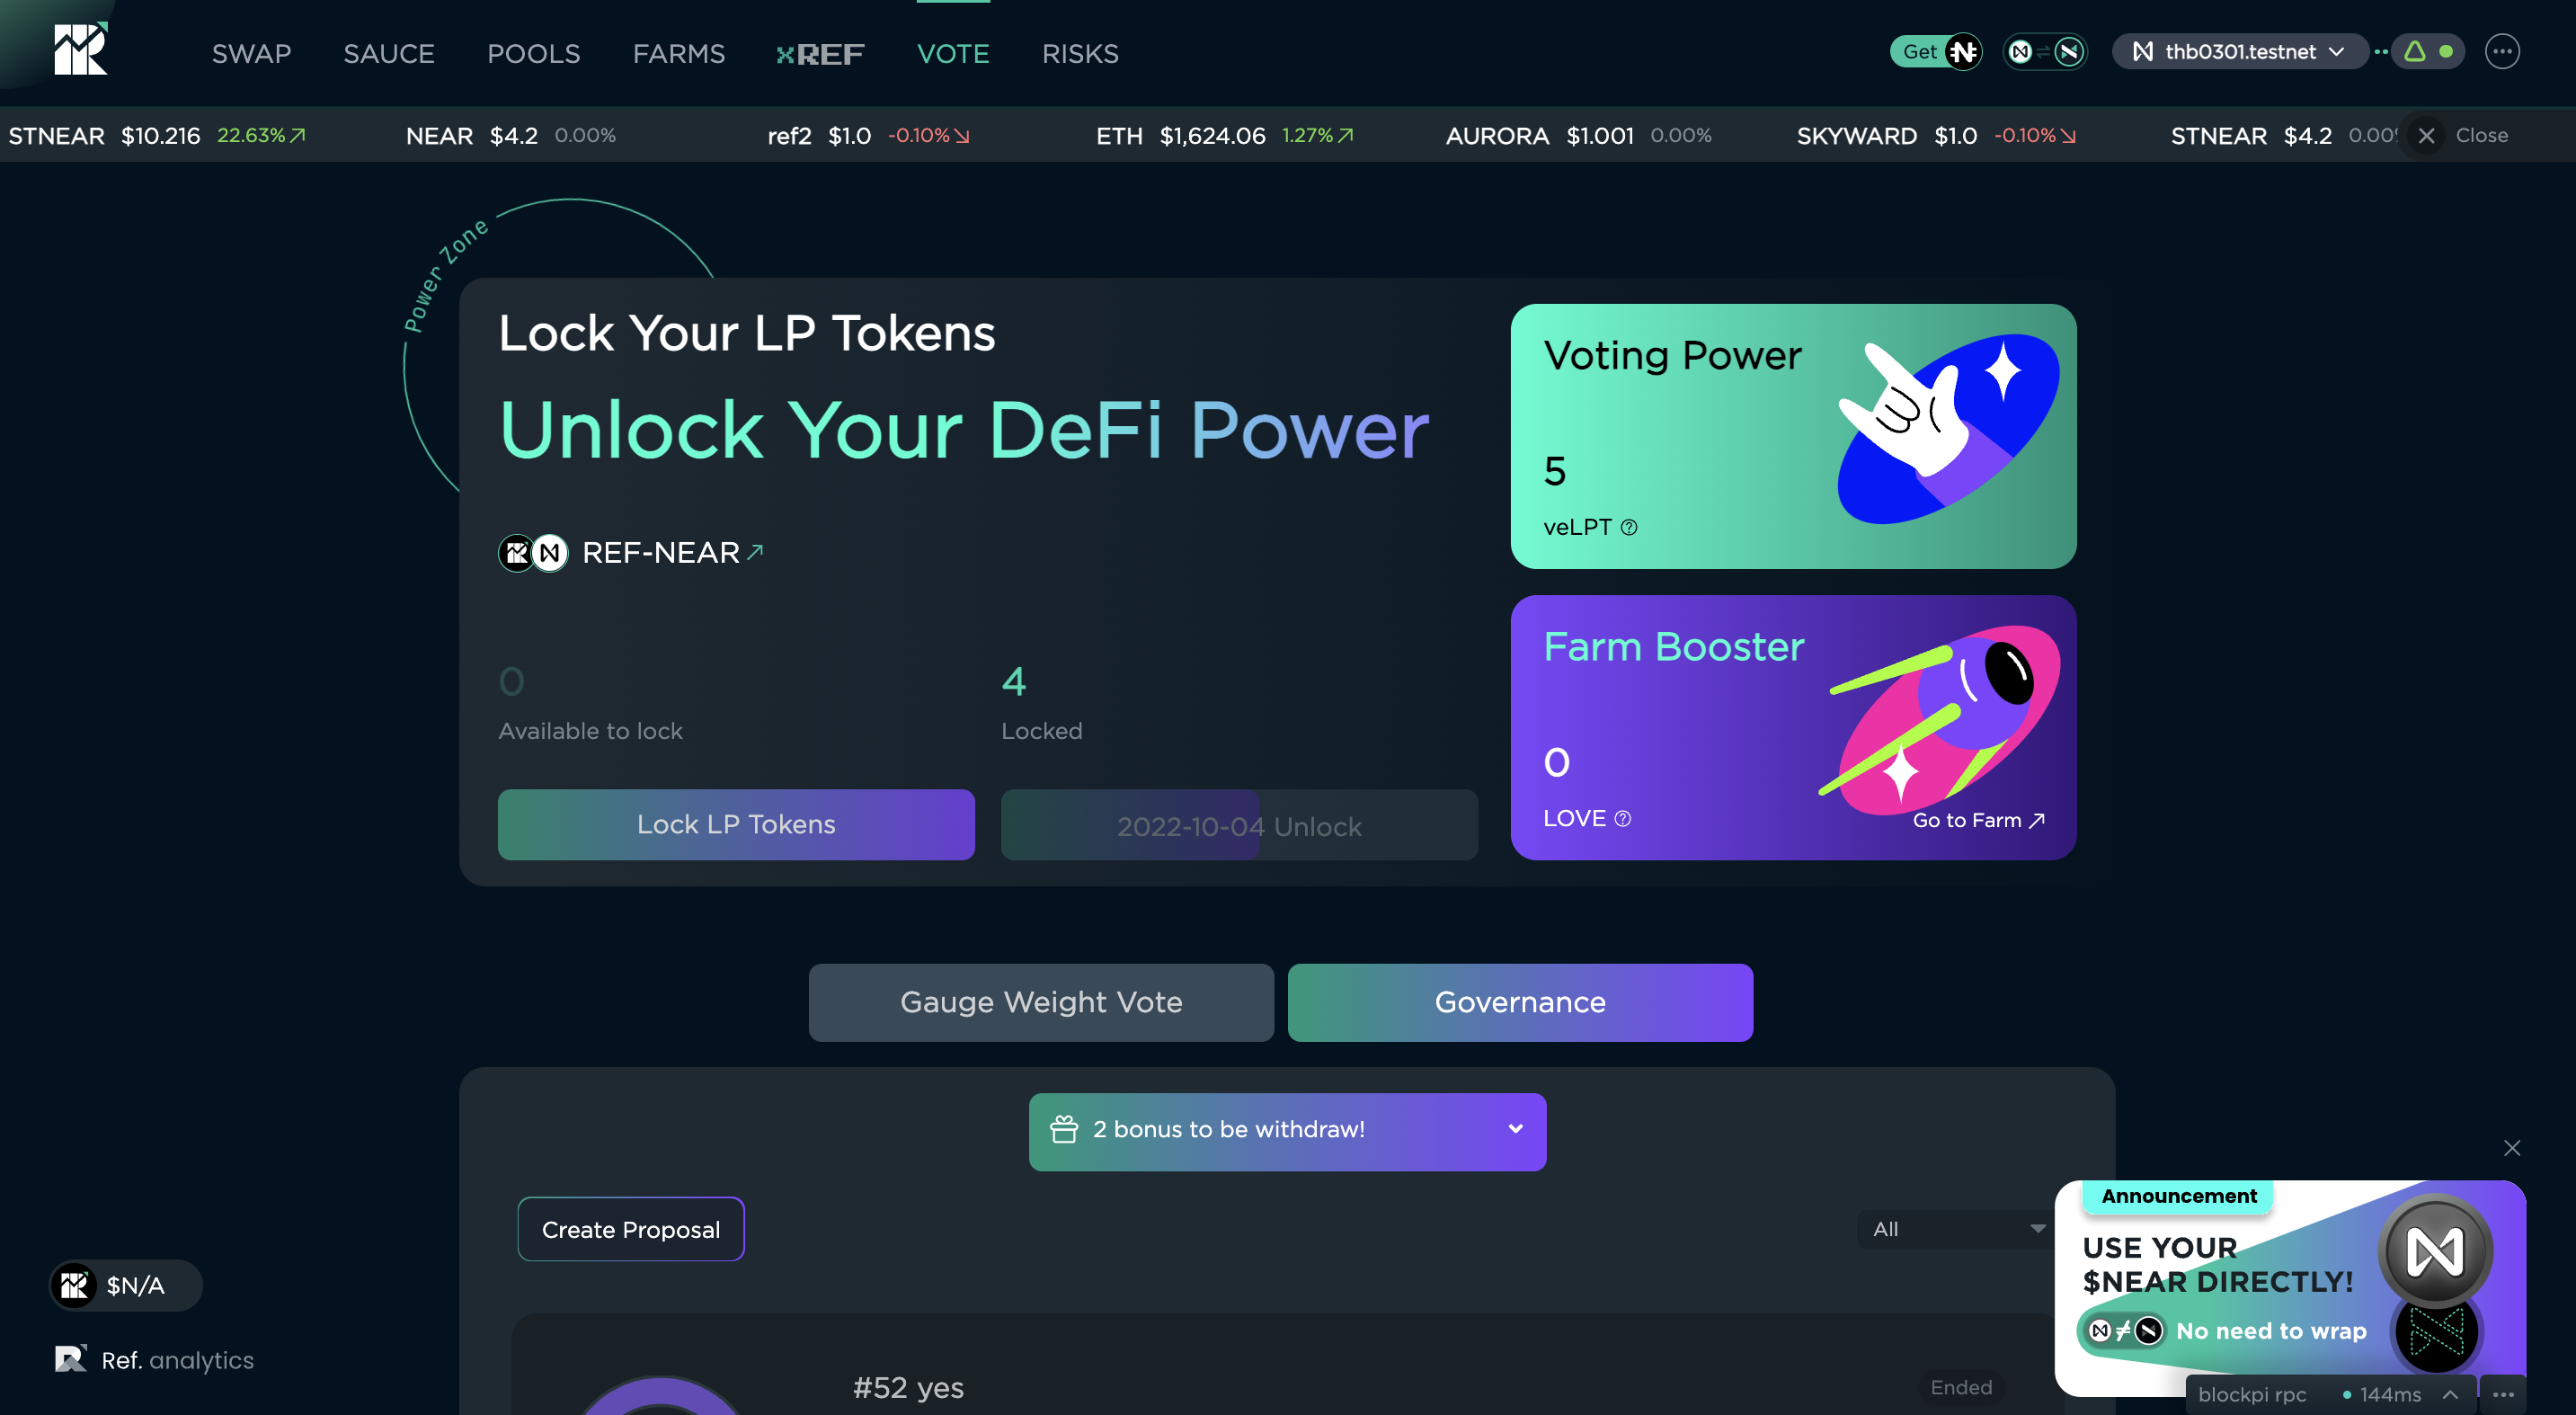 SWAP SAUCE POOLS FARMS xREF VOTE RISKS Get thb0301.testnet
STNEAR $10.216 22.63% NEAR $4.2 0.00% ref2 $1.0 -0.10% ETH $1,624.06 1.27% AURORA $1.001 0.00% SKYWARD $1.0 -0.10% STNEAR $4.2 Close
Power Zone
Lock Your LP Tokens
Unlock Your DeFi Power
REF-NEAR
0
Available to lock
4
Locked
Lock LP Tokens
2022-10-04 Unlock
Voting Power
5
veLPT
Farm Booster
0
LOVE
Go to Farm
Gauge Weight Vote
Governance
2 bonus to be withdraw!
Create Proposal
All
#52 yes
Ended
Announcement
USE YOUR
$NEAR DIRECTLY!
No need to wrap
blockpi rpc 144ms
$N/A
Ref. analytics